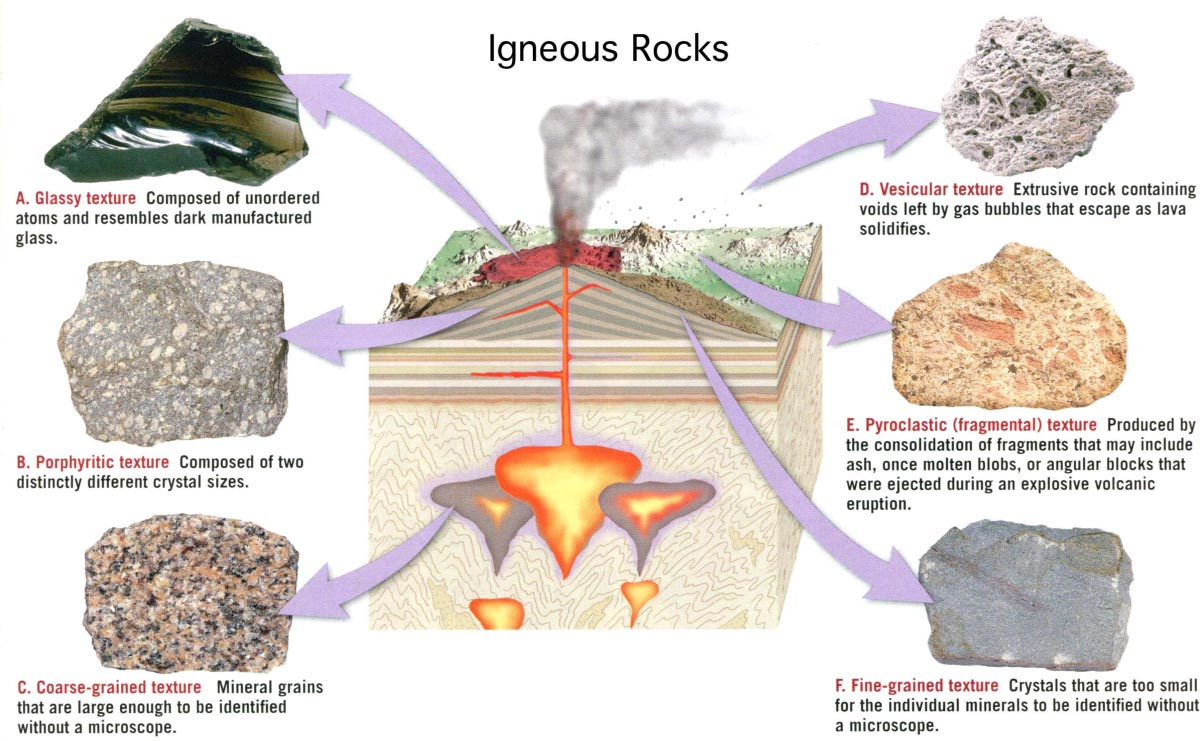 Igneous Rocks
A. Glassy texture Composed of unordered
atoms and resembles dark manufactured
glass.
B. Porphyritic texture Composed of two
distinctly different crystal sizes.
C. Coarse-grained texture Mineral grains
that are large enough to be identified
without a microscope.
D. Vesicular texture Extrusive rock containing
voids left by gas bubbles that escape as lava
solidifies.
E. Pyroclastic (fragmental) texture Produced by
the consolidation of fragments that may include
ash, once molten blobs, or angular blocks that
were ejected during an explosive volcanic
eruption.
F. Fine-grained texture Crystals that are too small
for the individual minerals to be identified without
a microscope.